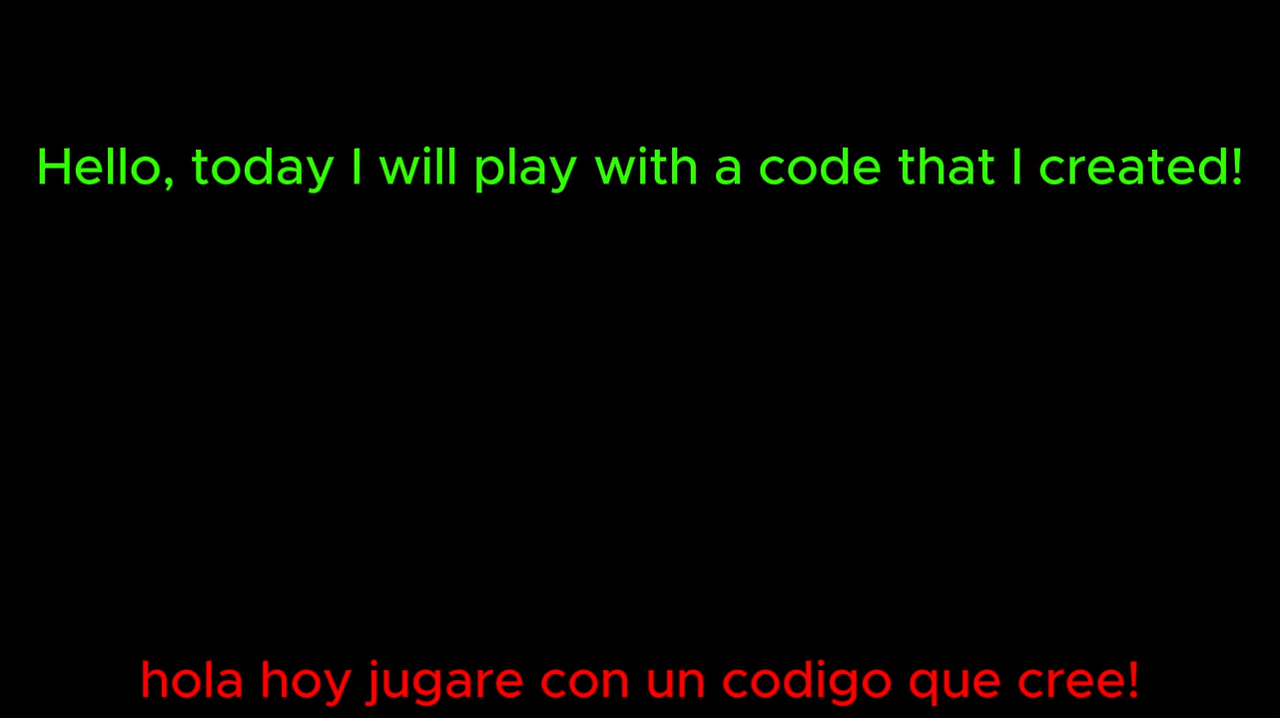 Hello, today I will play with a code that I created!
hola hoy jugare con un codigo que cree!